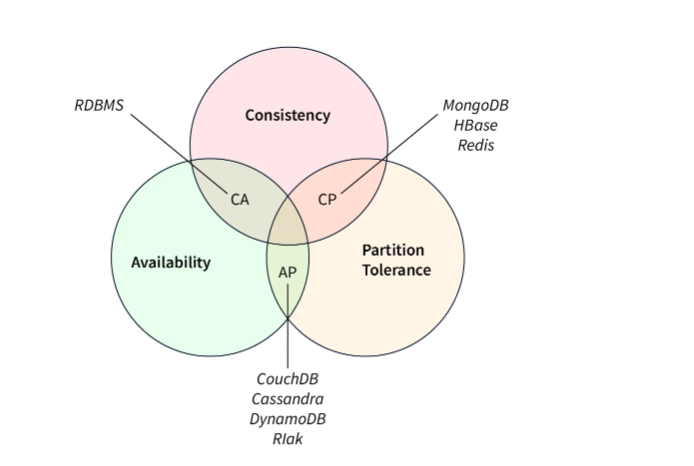 RDBMS
MongoDB
HBase
Redis
Consistency
CA
CP
Availability
Partition
Tolerance
AP
CouchDB
Cassandra
DynamoDB
RIak